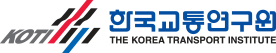 KOTI 한국교통연구원
THE KOREA TRANSPORT INSTITUTE